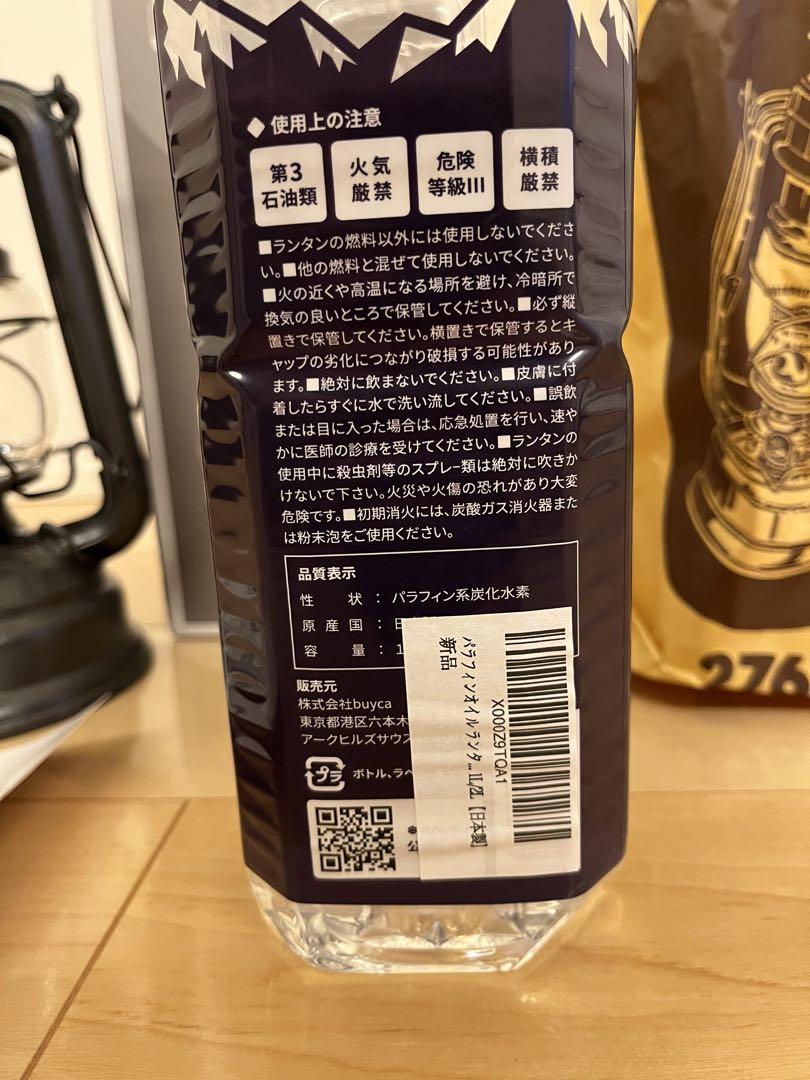 ◆使用上の注意
第3
石油類
火気
厳禁
危険
等級III
横積
厳禁
■ランタンの燃料以外には使用しないでくださ
い。■他の燃料と混ぜて使用しないでください。
■火の近くや高温になる場所を避け、冷暗所で
換気の良いところで保管してください。■必ず縦
置きで保管してください。横置きで保管するとキ
ャップの劣化につながり破損する可能性があり
ます。■絶対に飲まないでください。■皮膚に付
着したらすぐに水で洗い流してください。■誤飲
または目に入った場合は、応急処置を行い、速や
かに医師の診療を受けてください。■ランタンの
使用中に殺虫剤等のスプレー類は絶対に吹きか
けないで下さい。火災や火傷の恐れがあり大変
危険です。■初期消火には、炭酸ガス消火器また
は粉末泡をご使用ください。
品質表示
性状：パラフィン系炭化水素
原産国：日
容量：1
販売元
株式会社buyca
東京都港区六本木
アークヒルズサウス
プラ
ボトル、ラベ
公
X000Z9TQA1
パラフィンオイルランタ... 1L/2L 【日本製】
新品
276